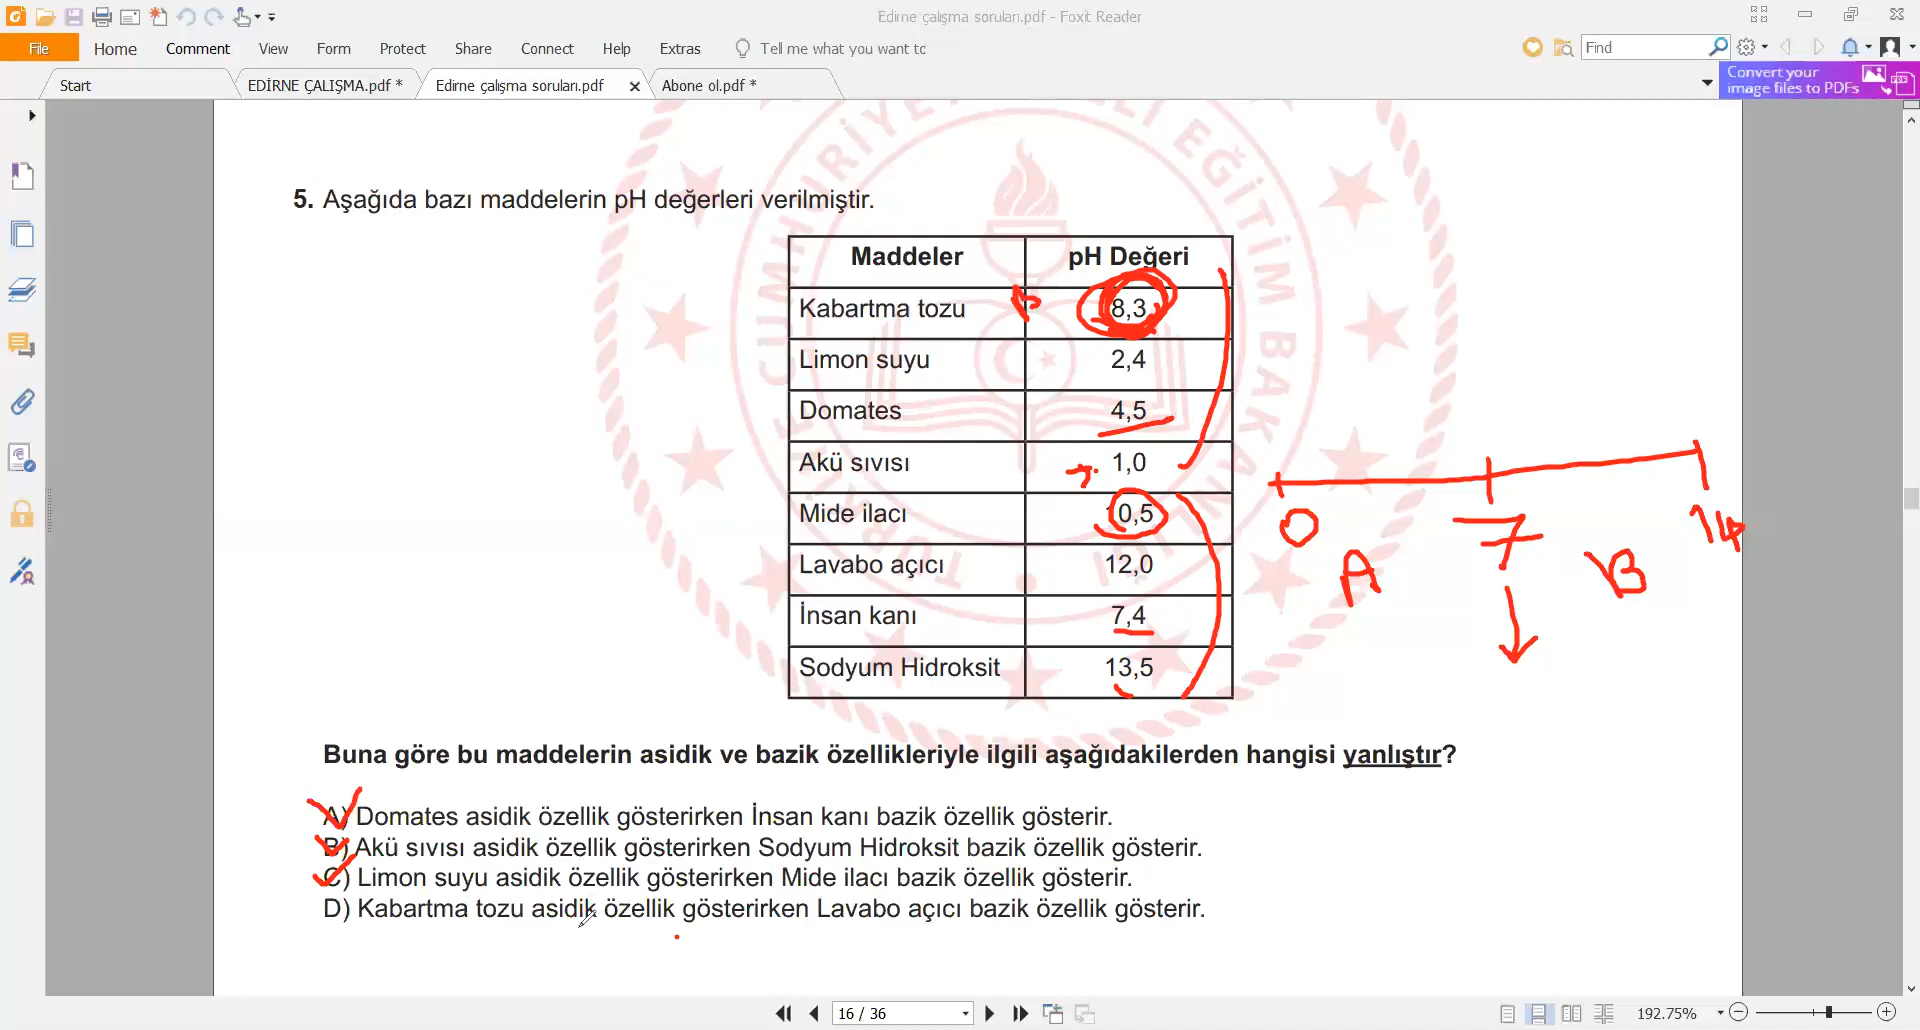 Edirne çalışma soruları.pdf - Foxit Reader
File Home Comment View Form Protect Share Connect Help Extras Tell me what you want to Find
Start EDİRNE ÇALIŞMA.pdf * Edirne çalışma soruları.pdf Abone ol.pdf *
Convert your
image files to PDFs
5. Aşağıda bazı maddelerin pH değerleri verilmiştir.
Maddeler pH Değeri
Kabartma tozu 8,3
Limon suyu 2,4
Domates 4,5
Akü sıvısı 1,0
Mide ilacı 10,5
Lavabo açıcı 12,0
İnsan kanı 7,4
Sodyum Hidroksit 13,5
0 7 14
A B
Buna göre bu maddelerin asidik ve bazik özellikleriyle ilgili aşağıdakilerden hangisi yanlıştır?
A) Domates asidik özellik gösterirken İnsan kanı bazik özellik gösterir.
B) Akü sıvısı asidik özellik gösterirken Sodyum Hidroksit bazik özellik gösterir.
C) Limon suyu asidik özellik gösterirken Mide ilacı bazik özellik gösterir.
D) Kabartma tozu asidik özellik gösterirken Lavabo açıcı bazik özellik gösterir.
16 / 36 192.75%